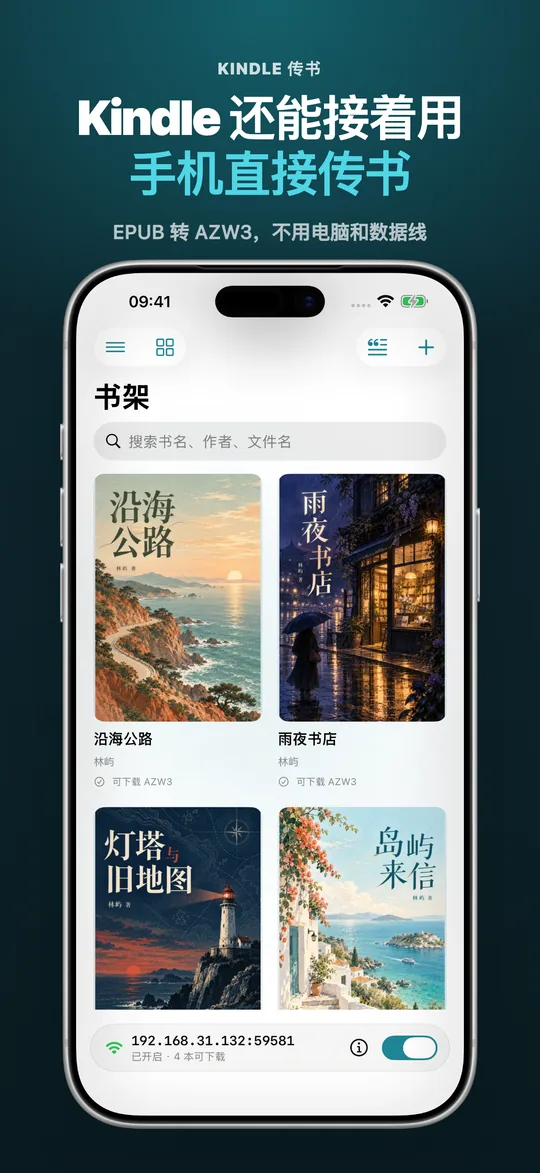 KINDLE 传书
Kindle 还能接着用
手机直接传书
EPUB 转 AZW3，不用电脑和数据线
09:41
书架
搜索书名、作者、文件名
沿海
公路
林屿 著
雨夜书店
林屿 著
沿海公路
雨夜书店
林屿
林屿
可下载 AZW3
可下载 AZW3
灯塔与
旧地图
林屿 著
岛屿
来信
林屿 著
192.168.31.132:59581
已开启 · 4 本可下载